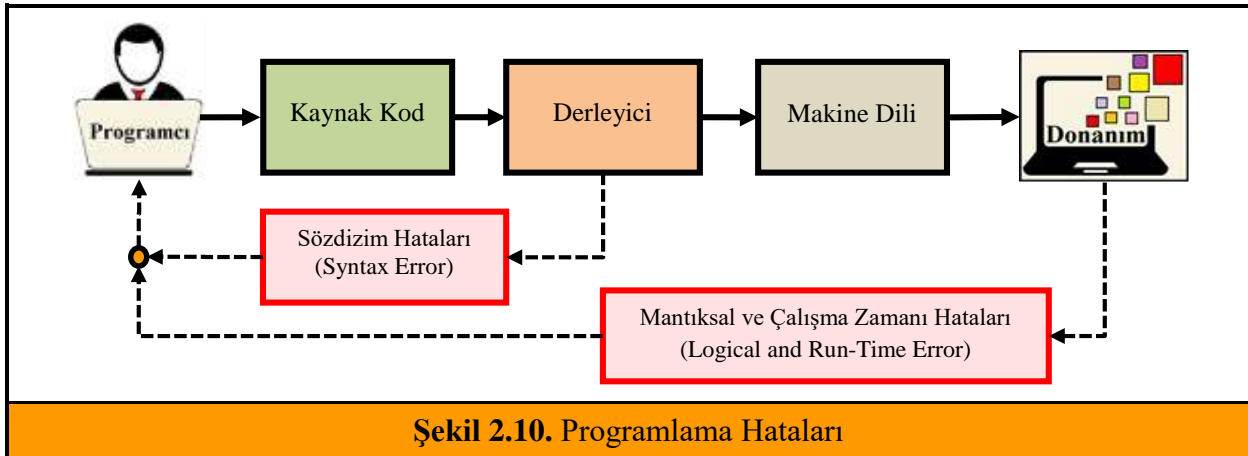 Programcı
Kaynak Kod
Derleyici
Makine Dili
Donanım
Sözdizim Hataları
(Syntax Error)
Mantıksal ve Çalışma Zamanı Hataları
(Logical and Run-Time Error)
Şekil 2.10. Programlama Hataları